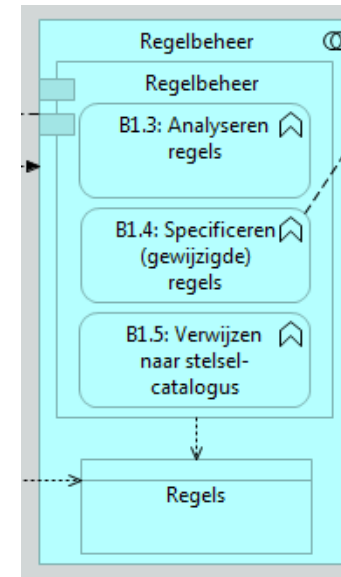 Regelbeheer
Regelbeheer
B1.3: Analyseren
regels
B1.4: Specificeren
(gewijzigde)
regels
B1.5: Verwijzen
naar stelsel-
catalogus
Regels